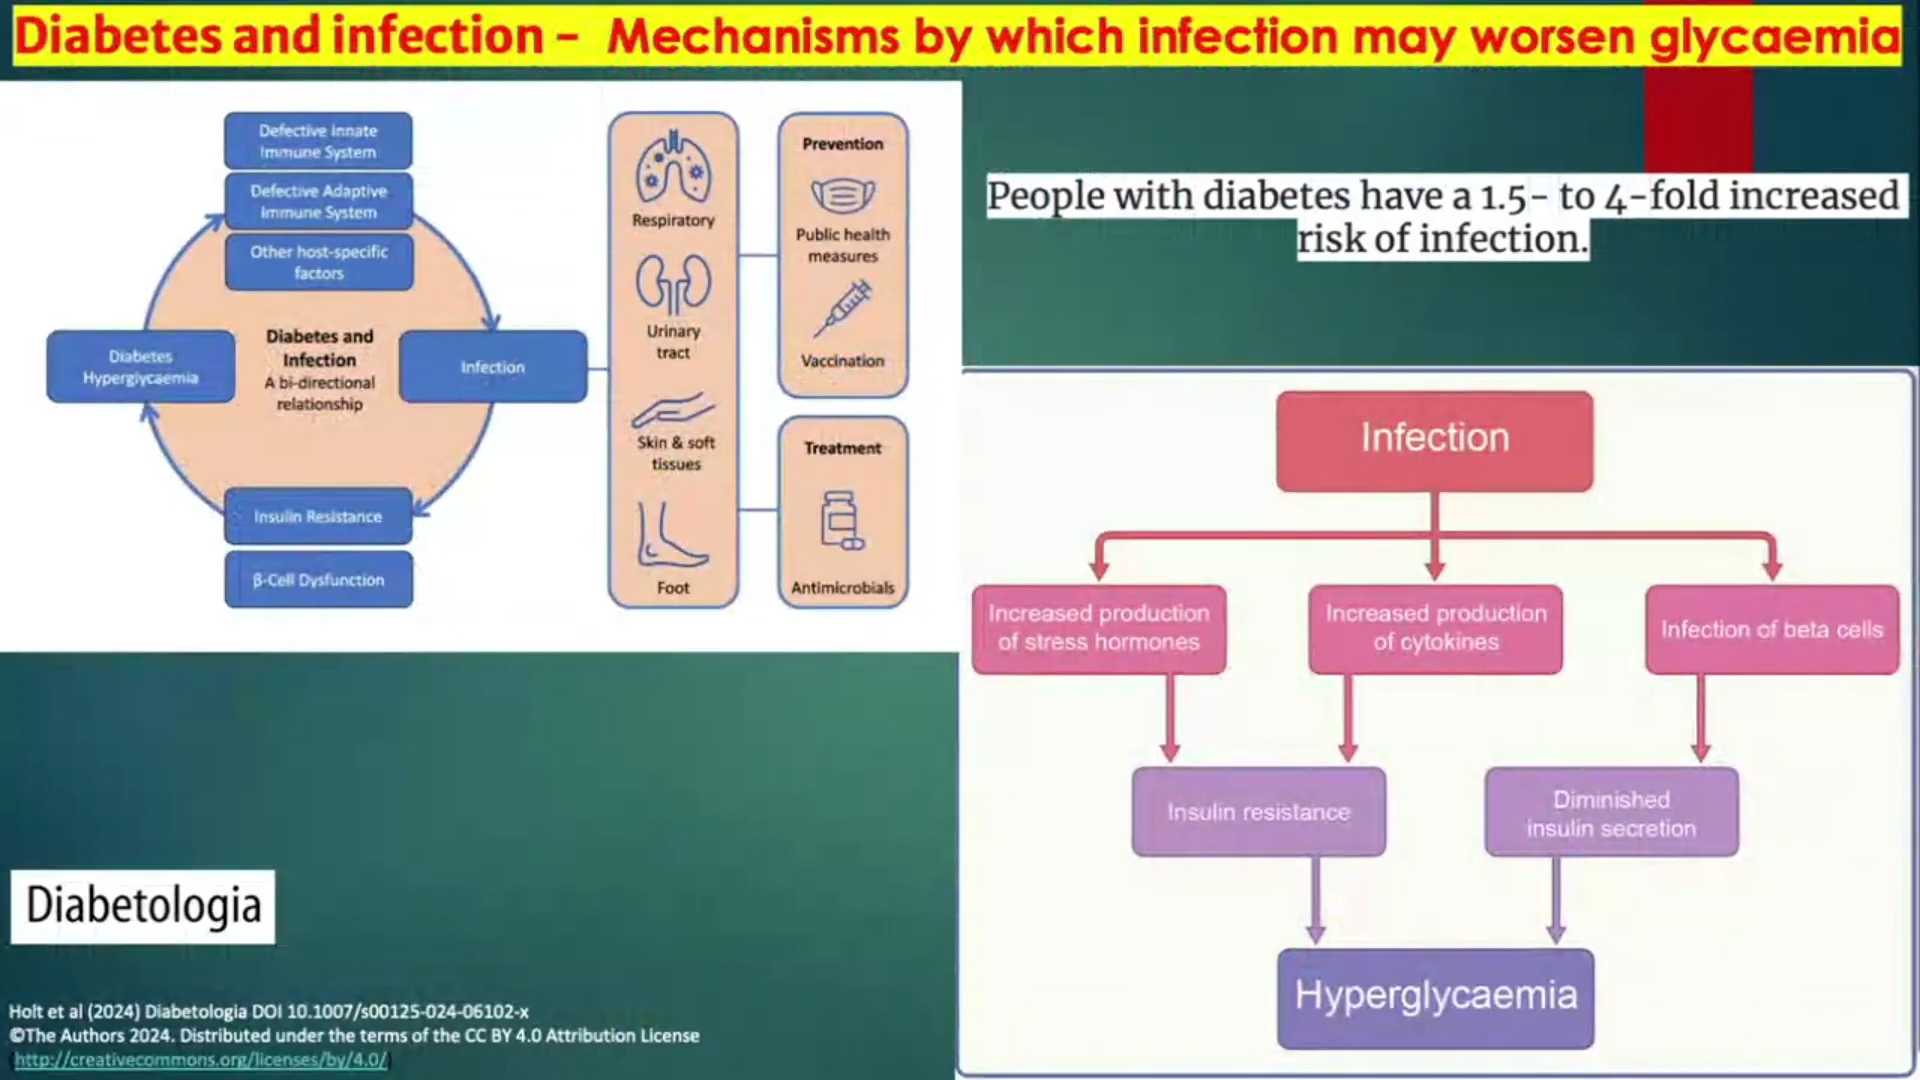 Diabetes and infection – Mechanisms by which infection may worsen glycaemia
Defective Innate
Immune System
Defective Adaptive
Immune System
Other host-specific
factors
Diabetes
Hyperglycaemia
Diabetes and
Infection
A bi-directional
relationship
Infection
Insulin Resistance
β-Cell Dysfunction
Respiratory
Urinary
tract
Skin & soft
tissues
Foot
Prevention
Public health
measures
Vaccination
Treatment
Antimicrobials
People with diabetes have a 1.5- to 4-fold increased
risk of infection.
Infection
Increased production
of stress hormones
Increased production
of cytokines
Infection of beta cells
Insulin resistance
Diminished
insulin secretion
Hyperglycaemia
Diabetologia
Holt et al (2024) Diabetologia DOI 10.1007/s00125-024-06102-x
©The Authors 2024. Distributed under the terms of the CC BY 4.0 Attribution License
(http://creativecommons.org/licenses/by/4.0/)